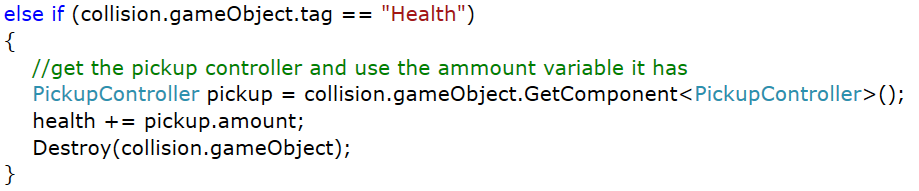 else if (collision.gameObject.tag == "Health")
{
//get the pickup controller and use the ammount variable it has
PickupController pickup = collision.gameObject.GetComponent<PickupController>();
health += pickup.amount;
Destroy(collision.gameObject);
}